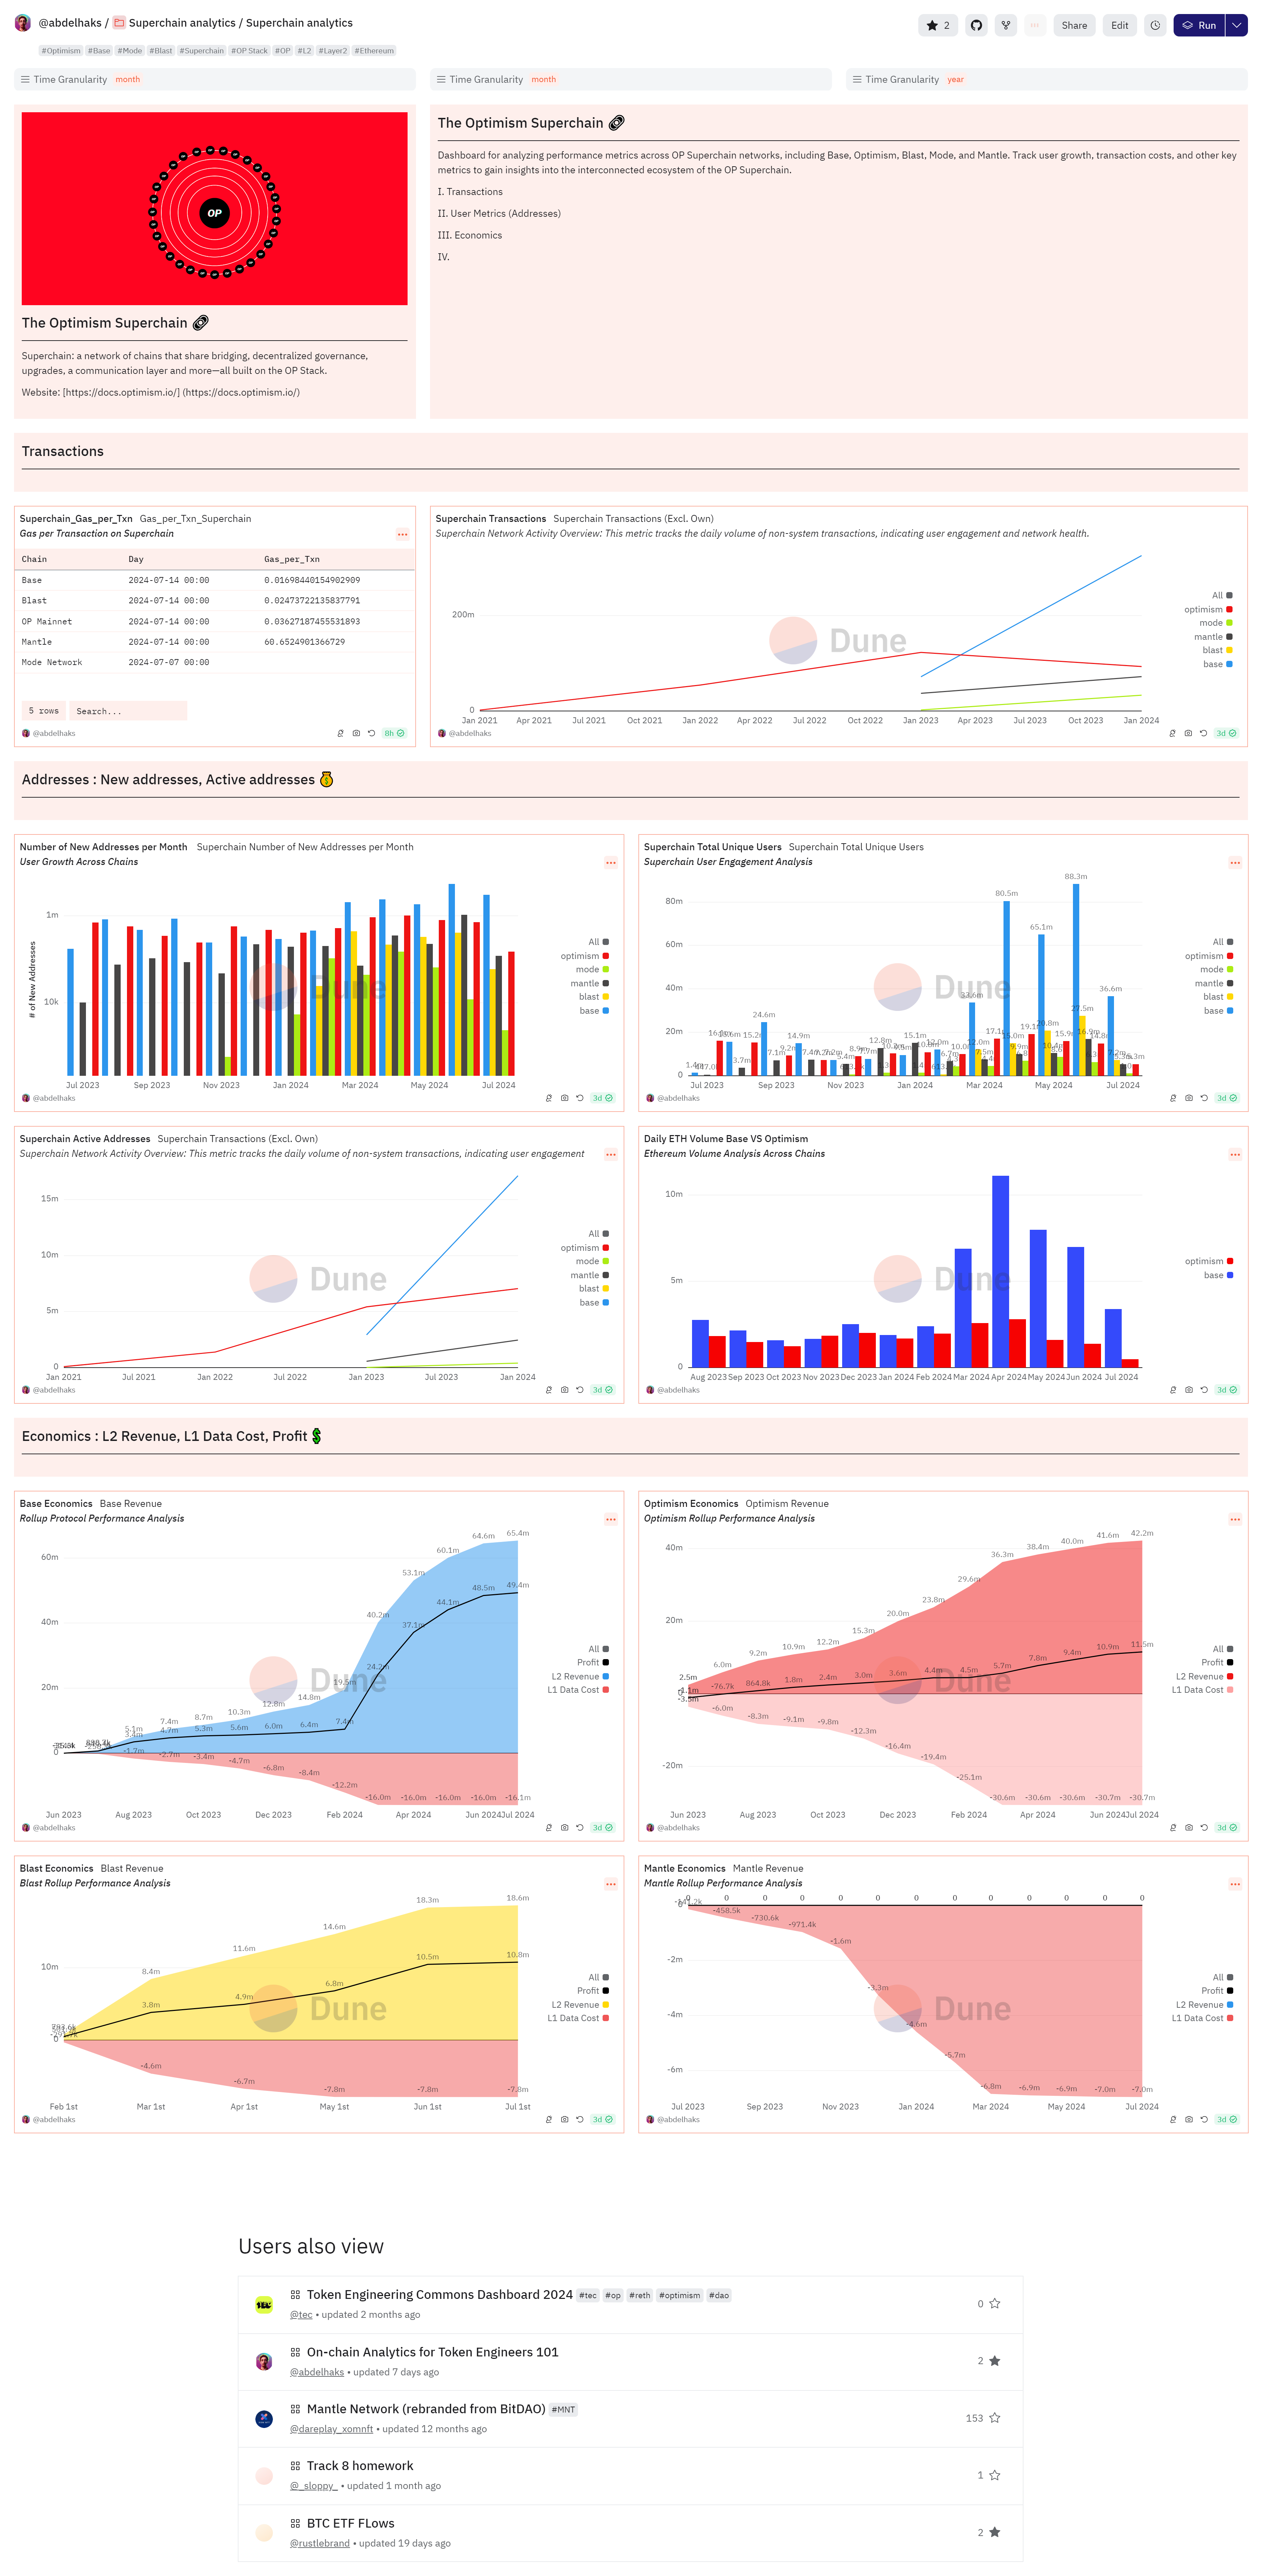 @abdelhaks / Superchain analytics / Superchain analytics
2
Share
Edit
Run
#Optimism #Base #Mode #Blast #Superchain #OP Stack #OP #L2 #Layer2 #Ethereum
Time Granularity month
Time Granularity month
Time Granularity year
OP
The Optimism Superchain
Superchain: a network of chains that share bridging, decentralized governance,
upgrades, a communication layer and more—all built on the OP Stack.
Website: [https://docs.optimism.io/] (https://docs.optimism.io/)
The Optimism Superchain
Dashboard for analyzing performance metrics across OP Superchain networks, including Base, Optimism, Blast, Mode, and Mantle. Track user growth, transaction costs, and other key
metrics to gain insights into the interconnected ecosystem of the OP Superchain.
I. Transactions
II. User Metrics (Addresses)
III. Economics
IV.
Transactions
Superchain_Gas_per_Txn Gas_per_Txn_Superchain
Gas per Transaction on Superchain
Chain Day Gas_per_Txn
Base 2024-07-14 00:00 0.01698440154902909
Blast 2024-07-14 00:00 0.02473722135837791
OP Mainnet 2024-07-14 00:00 0.03627187455531893
Mantle 2024-07-14 00:00 60.6524901366729
Mode Network 2024-07-07 00:00
5 rows
Search...
@abdelhaks
8h
Superchain Transactions Superchain Transactions (Excl. Own)
Superchain Network Activity Overview: This metric tracks the daily volume of non-system transactions, indicating user engagement and network health.
200m
0
Dune
All
optimism
mode
mantle
blast
base
Jan 2021 Apr 2021 Jul 2021 Oct 2021 Jan 2022 Apr 2022 Jul 2022 Oct 2022 Jan 2023 Apr 2023 Jul 2023 Oct 2023 Jan 2024
@abdelhaks
3d
Addresses : New addresses, Active addresses
Number of New Addresses per Month Superchain Number of New Addresses per Month
User Growth Across Chains
# of New Addresses
1m
10k
Dune
All
optimism
mode
mantle
blast
base
Jul 2023 Sep 2023 Nov 2023 Jan 2024 Mar 2024 May 2024 Jul 2024
@abdelhaks
3d
Superchain Total Unique Users Superchain Total Unique Users
Superchain User Engagement Analysis
80m
60m
40m
20m
0
88.3m
80.5m
65.1m
36.6m
33.6m
24.6m
14.9m
3.7m
Dune
All
optimism
mode
mantle
blast
base
Jul 2023 Sep 2023 Nov 2023 Jan 2024 Mar 2024 May 2024 Jul 2024
@abdelhaks
3d
Superchain Active Addresses Superchain Transactions (Excl. Own)
Superchain Network Activity Overview: This metric tracks the daily volume of non-system transactions, indicating user engagement
15m
10m
5m
0
Dune
All
optimism
mode
mantle
blast
base
Jan 2021 Jul 2021 Jan 2022 Jul 2022 Jan 2023 Jul 2023 Jan 2024
@abdelhaks
3d
Daily ETH Volume Base VS Optimism
Ethereum Volume Analysis Across Chains
10m
5m
0
Dune
optimism
base
Aug 2023 Sep 2023 Oct 2023 Nov 2023 Dec 2023 Jan 2024 Feb 2024 Mar 2024 Apr 2024 May 2024 Jun 2024 Jul 2024
@abdelhaks
3d
Economics : L2 Revenue, L1 Data Cost, Profit
Base Economics Base Revenue
Rollup Protocol Performance Analysis
60m
40m
20m
0
5.1m 7.4m 8.7m 10.3m 12.8m 14.8m 19.5m 40.2m 53.1m 60.1m 64.6m 65.4m
3.4m 4.7m 5.3m 5.6m 6.0m 6.4m 7.4m 24.2m 37.1m 44.1m 48.5m 49.4m
-1.7m -2.7m -3.4m -4.7m -6.8m -8.4m -12.2m -16.0m -16.0m -16.0m -16.0m -16.1m
Dune
All
Profit
L2 Revenue
L1 Data Cost
Jun 2023 Aug 2023 Oct 2023 Dec 2023 Feb 2024 Apr 2024 Jun 2024 Jul 2024
@abdelhaks
3d
Optimism Economics Optimism Revenue
Optimism Rollup Performance Analysis
40m
20m
0
-20m
2.5m 6.0m 9.2m 10.9m 12.2m 15.3m 20.0m 23.8m 29.6m 36.3m 38.4m 40.0m 41.6m 42.2m
-1.1m -76.7k 864.8k 1.8m 2.4m 3.0m 3.6m 4.4m 4.5m 5.7m 7.8m 9.4m 10.9m 11.5m
-3.5m -6.0m -8.3m -9.1m -9.8m -12.3m -16.4m -19.4m -25.1m -30.6m -30.6m -30.6m -30.7m -30.7m
Dune
All
Profit
L2 Revenue
L1 Data Cost
Jun 2023 Aug 2023 Oct 2023 Dec 2023 Feb 2024 Apr 2024 Jun 2024 Jul 2024
@abdelhaks
3d
Blast Economics Blast Revenue
Blast Rollup Performance Analysis
10m
0
8.4m 11.6m 14.6m 18.3m 18.6m
3.8m 4.9m 6.8m 10.5m 10.8m
-4.6m -6.7m -7.8m -7.8m -7.8m
Dune
All
Profit
L2 Revenue
L1 Data Cost
Feb 1st Mar 1st Apr 1st May 1st Jun 1st Jul 1st
@abdelhaks
3d
Mantle Economics Mantle Revenue
Mantle Rollup Performance Analysis
0
-2m
-4m
-6m
0 0 0 0 0 0 0 0 0 0 0 0 0
-458.5k -730.6k -971.4k -1.6m -3.3m -4.6m -5.7m -6.8m -6.9m -6.9m -7.0m -7.0m
Dune
All
Profit
L2 Revenue
L1 Data Cost
Jul 2023 Sep 2023 Nov 2023 Jan 2024 Mar 2024 May 2024 Jul 2024
@abdelhaks
3d
Users also view
Token Engineering Commons Dashboard 2024 #tec #op #reth #optimism #dao
@tec • updated 2 months ago
0
On-chain Analytics for Token Engineers 101
@abdelhaks • updated 7 days ago
2
Mantle Network (rebranded from BitDAO) #MNT
@dareplay_xomnft • updated 12 months ago
153
Track 8 homework
@_sloppy_ • updated 1 month ago
1
BTC ETF FLows
@rustlebrand • updated 19 days ago
2